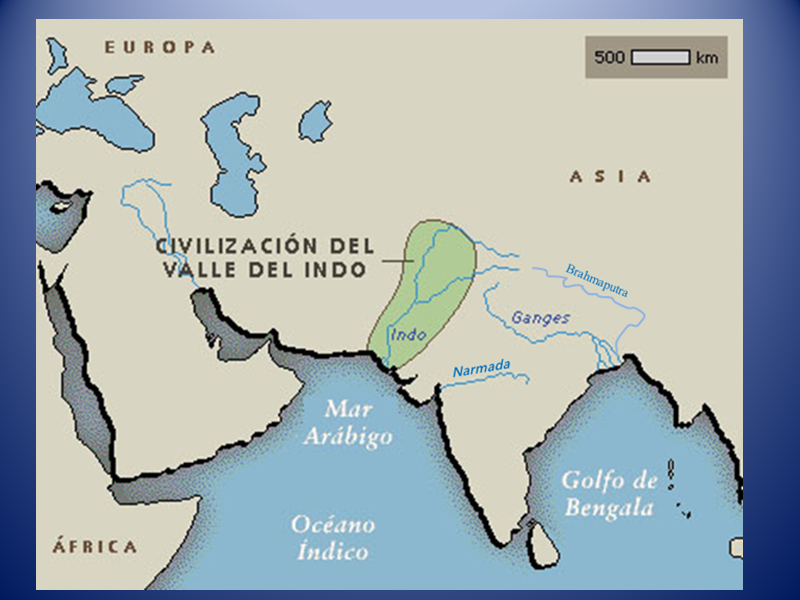 EUROPA
500 km
ASIA
CIVILIZACIÓN DEL
VALLE DEL INDO
Brahmaputra
Ganges
Indo
Narmada
Mar
Arábigo
Golfo de
Bengala
Océano
Índico
ÁFRICA